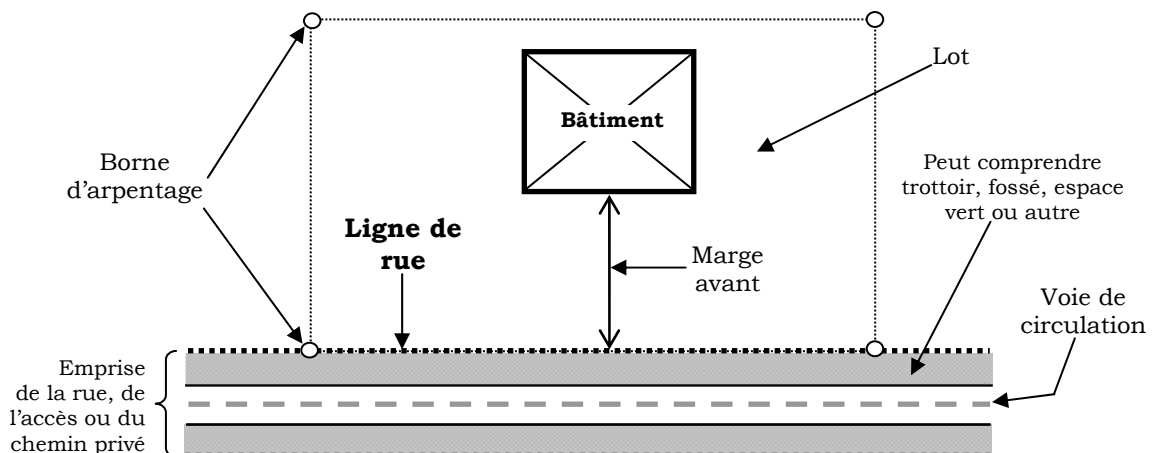 Lot
Bâtiment
Borne
d'arpentage
Peut comprendre
trottoir, fossé, espace
vert ou autre
Ligne de
rue
Marge
avant
Voie de
circulation
Emprise
de la rue, de
l'accès ou du
chemin privé